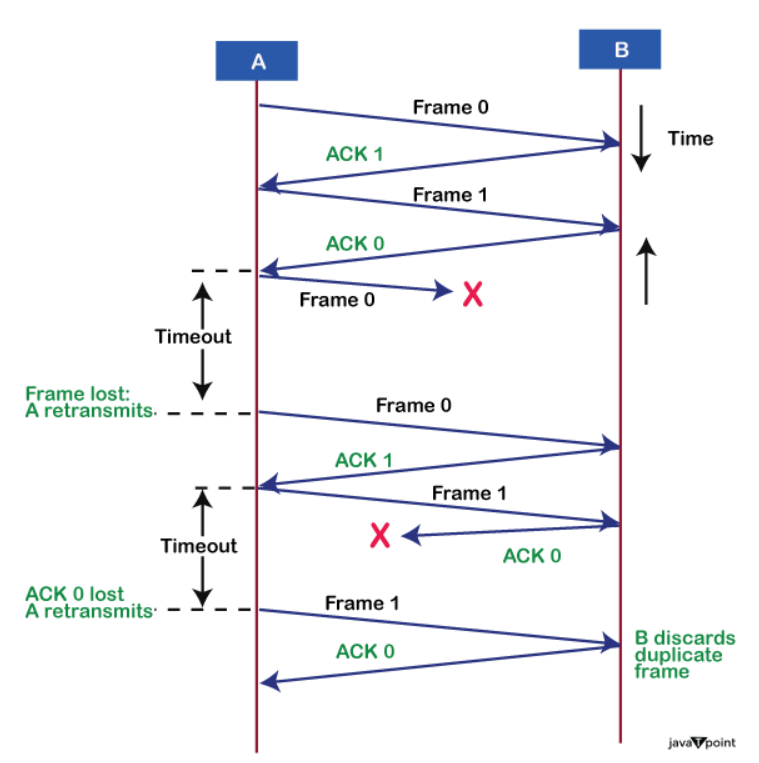 A
B
Frame 0
Time
ACK 1
Frame 1
ACK 0
Frame 0
X
Timeout
Frame lost:
A retransmits
Frame 0
ACK 1
Frame 1
X
ACK 0
Timeout
ACK 0 lost
A retransmits
Frame 1
ACK 0
B discards
duplicate
frame
javaTpoint